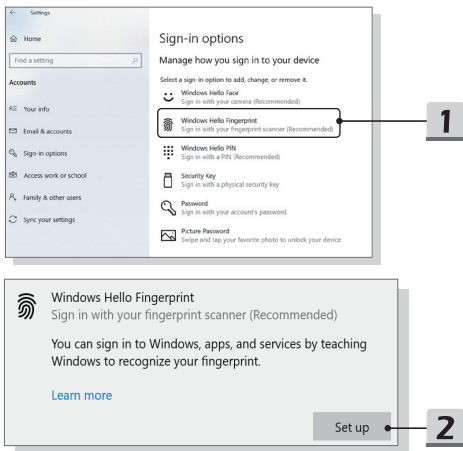 Settings
Home
Find a setting
Accounts
Your info
Email & accounts
Sign-in options
Access work or school
Family & other users
Sync your settings
Sign-in options
Manage how you sign in to your device
Select a sign-in option to add, change, or remove it.
Windows Hello Face
Sign in with your camera (Recommended)
Windows Hello Fingerprint
Sign in with your fingerprint scanner (Recommended)
Windows Hello PIN
Sign in with a PIN (Recommended)
Security Key
Sign in with a physical security key
Password
Sign in with your account's password
Picture Password
Swipe and tap your favorite photo to unlock your device
1
Windows Hello Fingerprint
Sign in with your fingerprint scanner (Recommended)
You can sign in to Windows, apps, and services by teaching
Windows to recognize your fingerprint.
Learn more
Set up
2